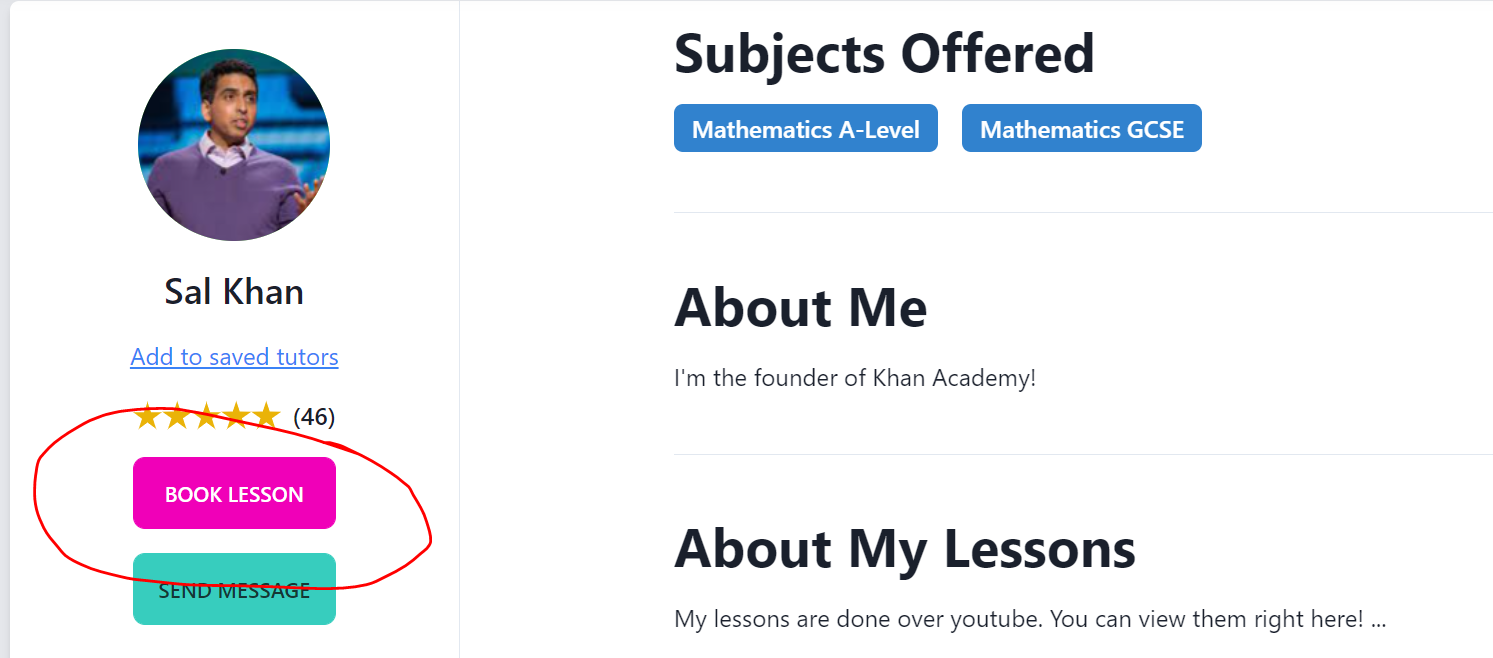 Sal Khan
Add to saved tutors
(46)
BOOK LESSON
SEND MESSAGE
Subjects Offered
Mathematics A-Level Mathematics GCSE
About Me
I'm the founder of Khan Academy!
About My Lessons
My lessons are done over youtube. You can view them right here! ...